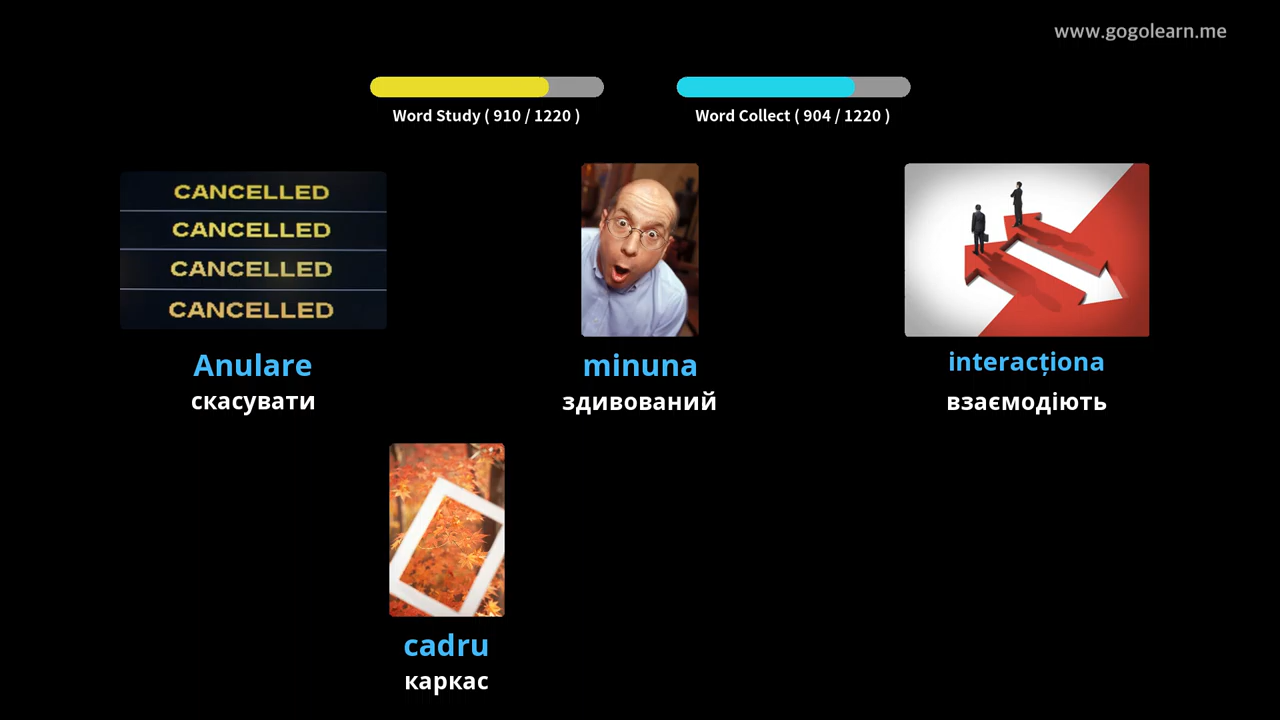 www.gogolearn.me
Word Study ( 910 / 1220 )
Word Collect ( 904 / 1220 )
CANCELLED
CANCELLED
CANCELLED
CANCELLED
Anulare
скасувати
minuna
здивований
interacționa
взаємодіють
cadru
каркас